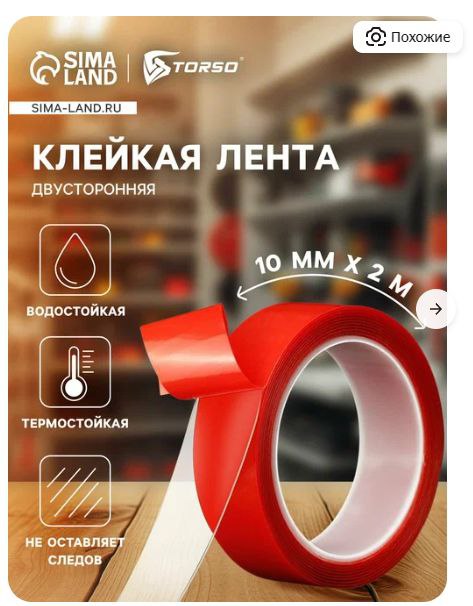 Похожие
SIMA
LAND
TORSO
SIMA-LAND.RU
КЛЕЙКАЯ ЛЕНТА
ДВУСТОРОННЯЯ
10 ММ X 2 М
ВОДОСТОЙКАЯ
ТЕРМОСТОЙКАЯ
НЕ ОСТАВЛЯЕТ
СЛЕДОВ